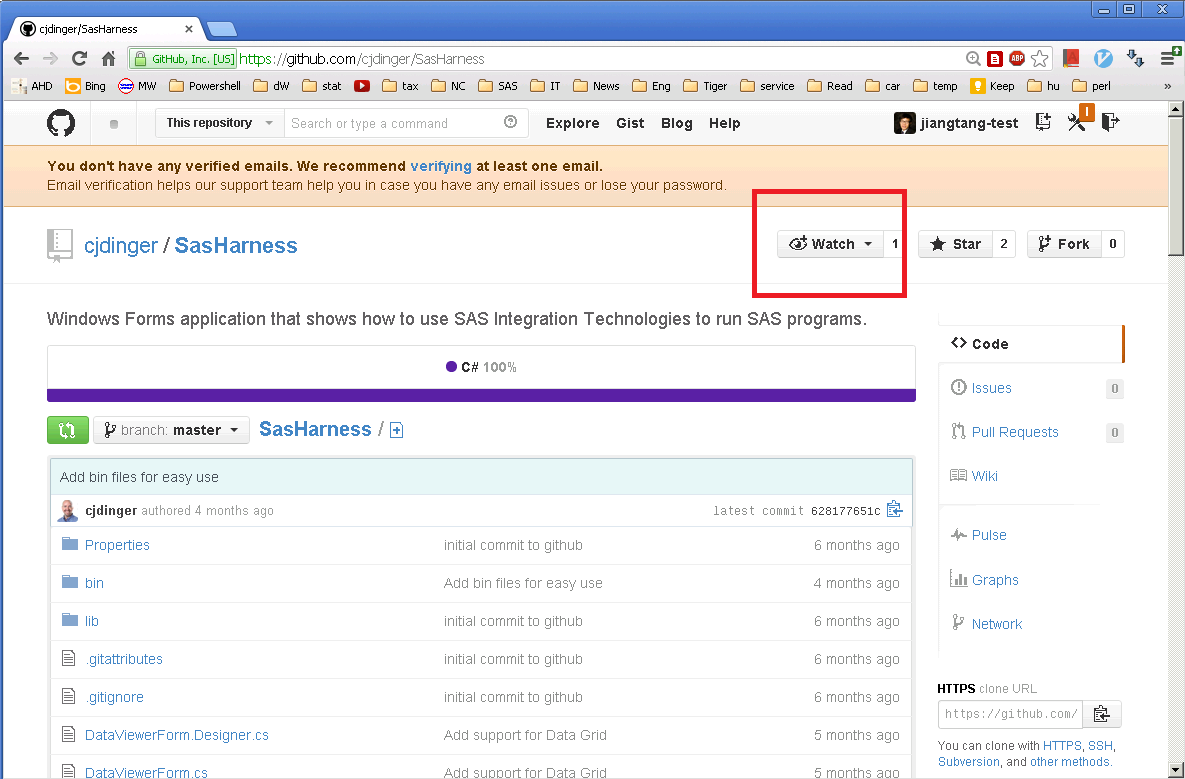 cjdinger/SasHarness
GitHub, Inc. [US] https://github.com/cjdinger/SasHarness
ABP
AHD Bing MW Powershell dW stat tax NC SAS IT News Eng Tiger service Read car temp Keep hu perl »
This repository Search or type a command Explore Gist Blog Help jiangtang-test
You don't have any verified emails. We recommend verifying at least one email.
Email verification helps our support team help you in case you have any email issues or lose your password.
cjdinger / SasHarness Watch 1 Star 2 Fork 0
Windows Forms application that shows how to use SAS Integration Technologies to run SAS programs.
C# 100%
branch: master SasHarness /
Add bin files for easy use
cjdinger authored 4 months ago latest commit 628177651c
Properties initial commit to github 6 months ago
bin Add bin files for easy use 4 months ago
lib initial commit to github 6 months ago
.gitattributes initial commit to github 6 months ago
.gitignore initial commit to github 6 months ago
DataViewerForm.Designer.cs Add support for Data Grid 5 months ago
DataViewerForm.cs Add support for Data Grid 5 months ago
Code
Issues 0
Pull Requests 0
Wiki
Pulse
Graphs
Network
HTTPS clone URL
https://github.com/
You can clone with HTTPS, SSH,
Subversion, and other methods.